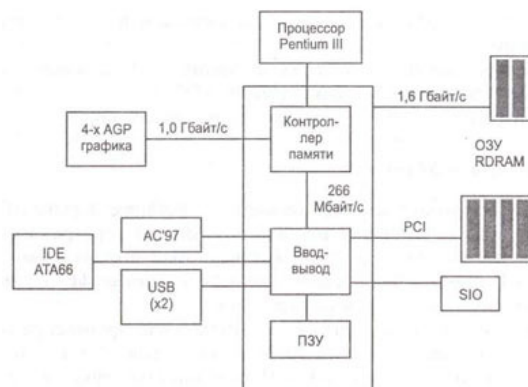 Процессор
Pentium III
1,6 Гбайт/с
4-х AGP
графика
1,0 Гбайт/с
Контрол-
лер
памяти
ОЗУ
RDRAM
266
Мбайт/с
AC'97
PCI
IDE
ATA66
Ввод-
вывод
USB
(x2)
SIO
ПЗУ